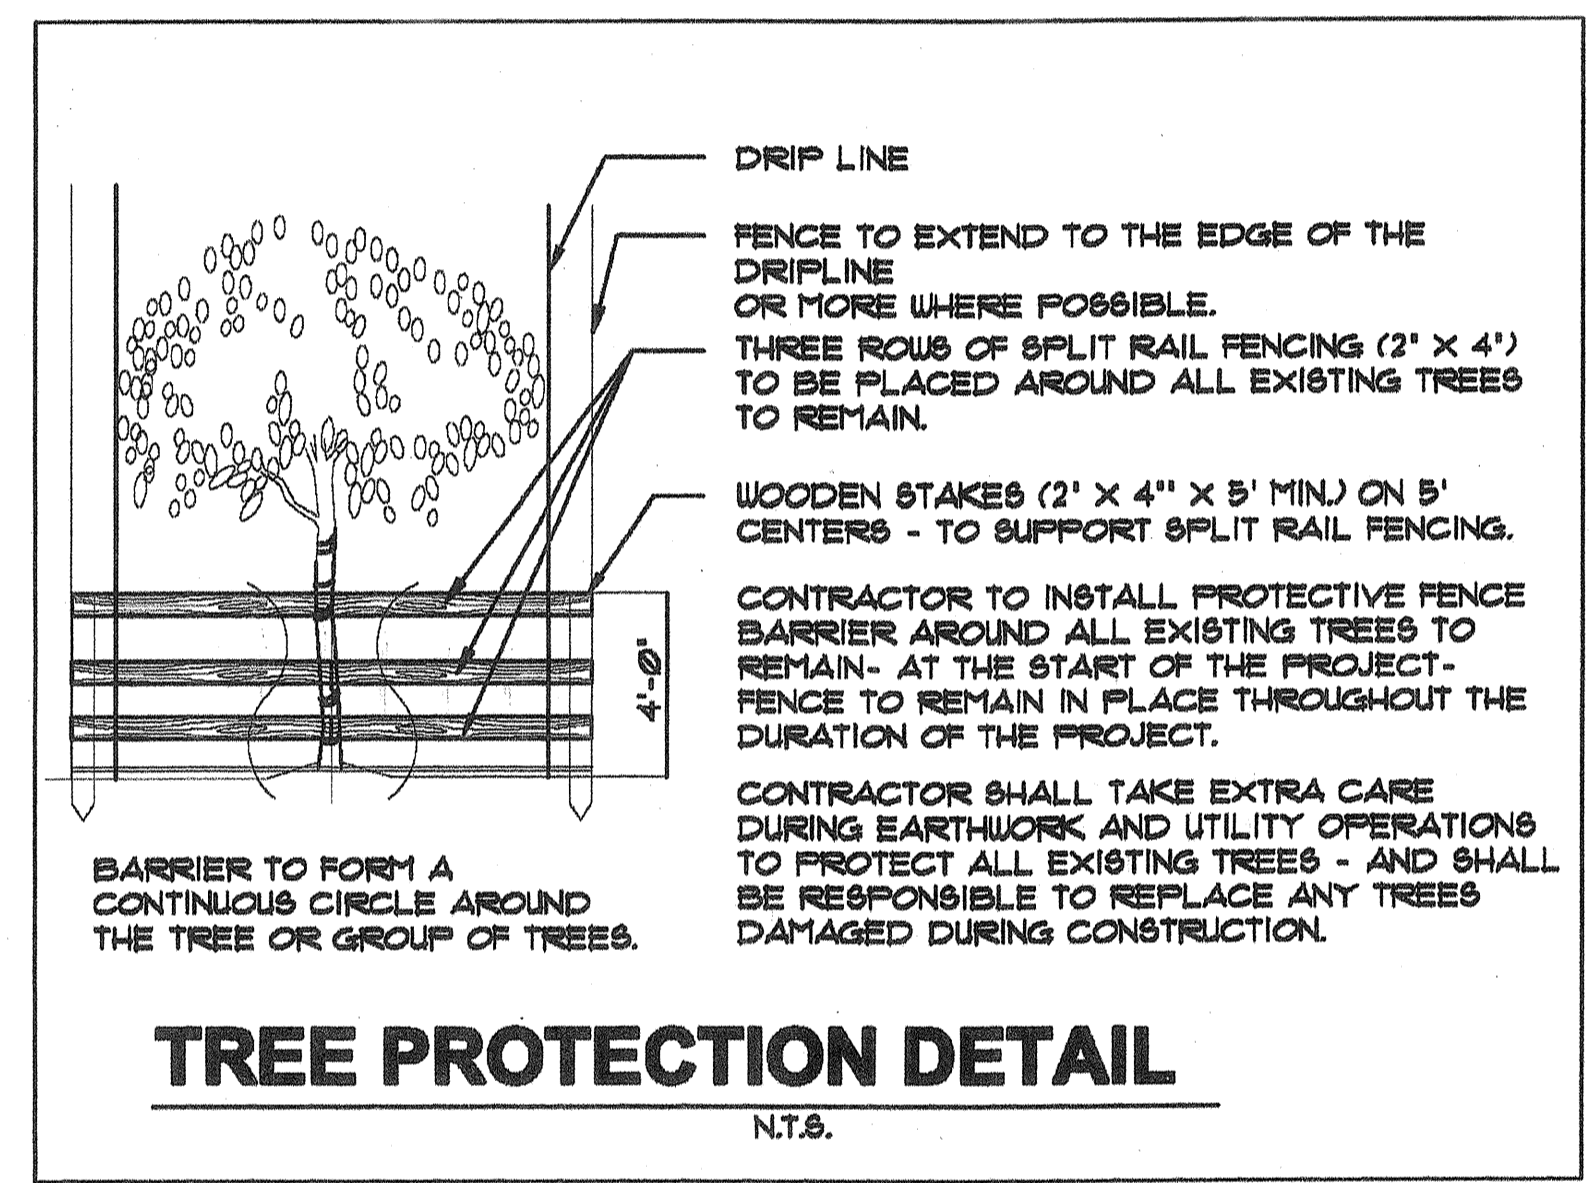 DRIP LINE
FENCE TO EXTEND TO THE EDGE OF THE
DRIPLINE
OR MORE WHERE POSSIBLE.
THREE ROWS OF SPLIT RAIL FENCING (2" X 4")
TO BE PLACED AROUND ALL EXISTING TREES
TO REMAIN.
WOODEN STAKES (2" X 4"' X 5' MIN.) ON 5'
CENTERS - TO SUPPORT SPLIT RAIL FENCING.
4'-0"
CONTRACTOR TO INSTALL PROTECTIVE FENCE
BARRIER AROUND ALL EXISTING TREES TO
REMAIN- AT THE START OF THE PROJECT-
FENCE TO REMAIN IN PLACE THROUGHOUT THE
DURATION OF THE PROJECT.
CONTRACTOR SHALL TAKE EXTRA CARE
DURING EARTHWORK AND UTILITY OPERATIONS
TO PROTECT ALL EXISTING TREES - AND SHALL
BE RESPONSIBLE TO REPLACE ANY TREES
DAMAGED DURING CONSTRUCTION.
BARRIER TO FORM A
CONTINUOUS CIRCLE AROUND
THE TREE OR GROUP OF TREES.
TREE PROTECTION DETAIL
N.T.S.